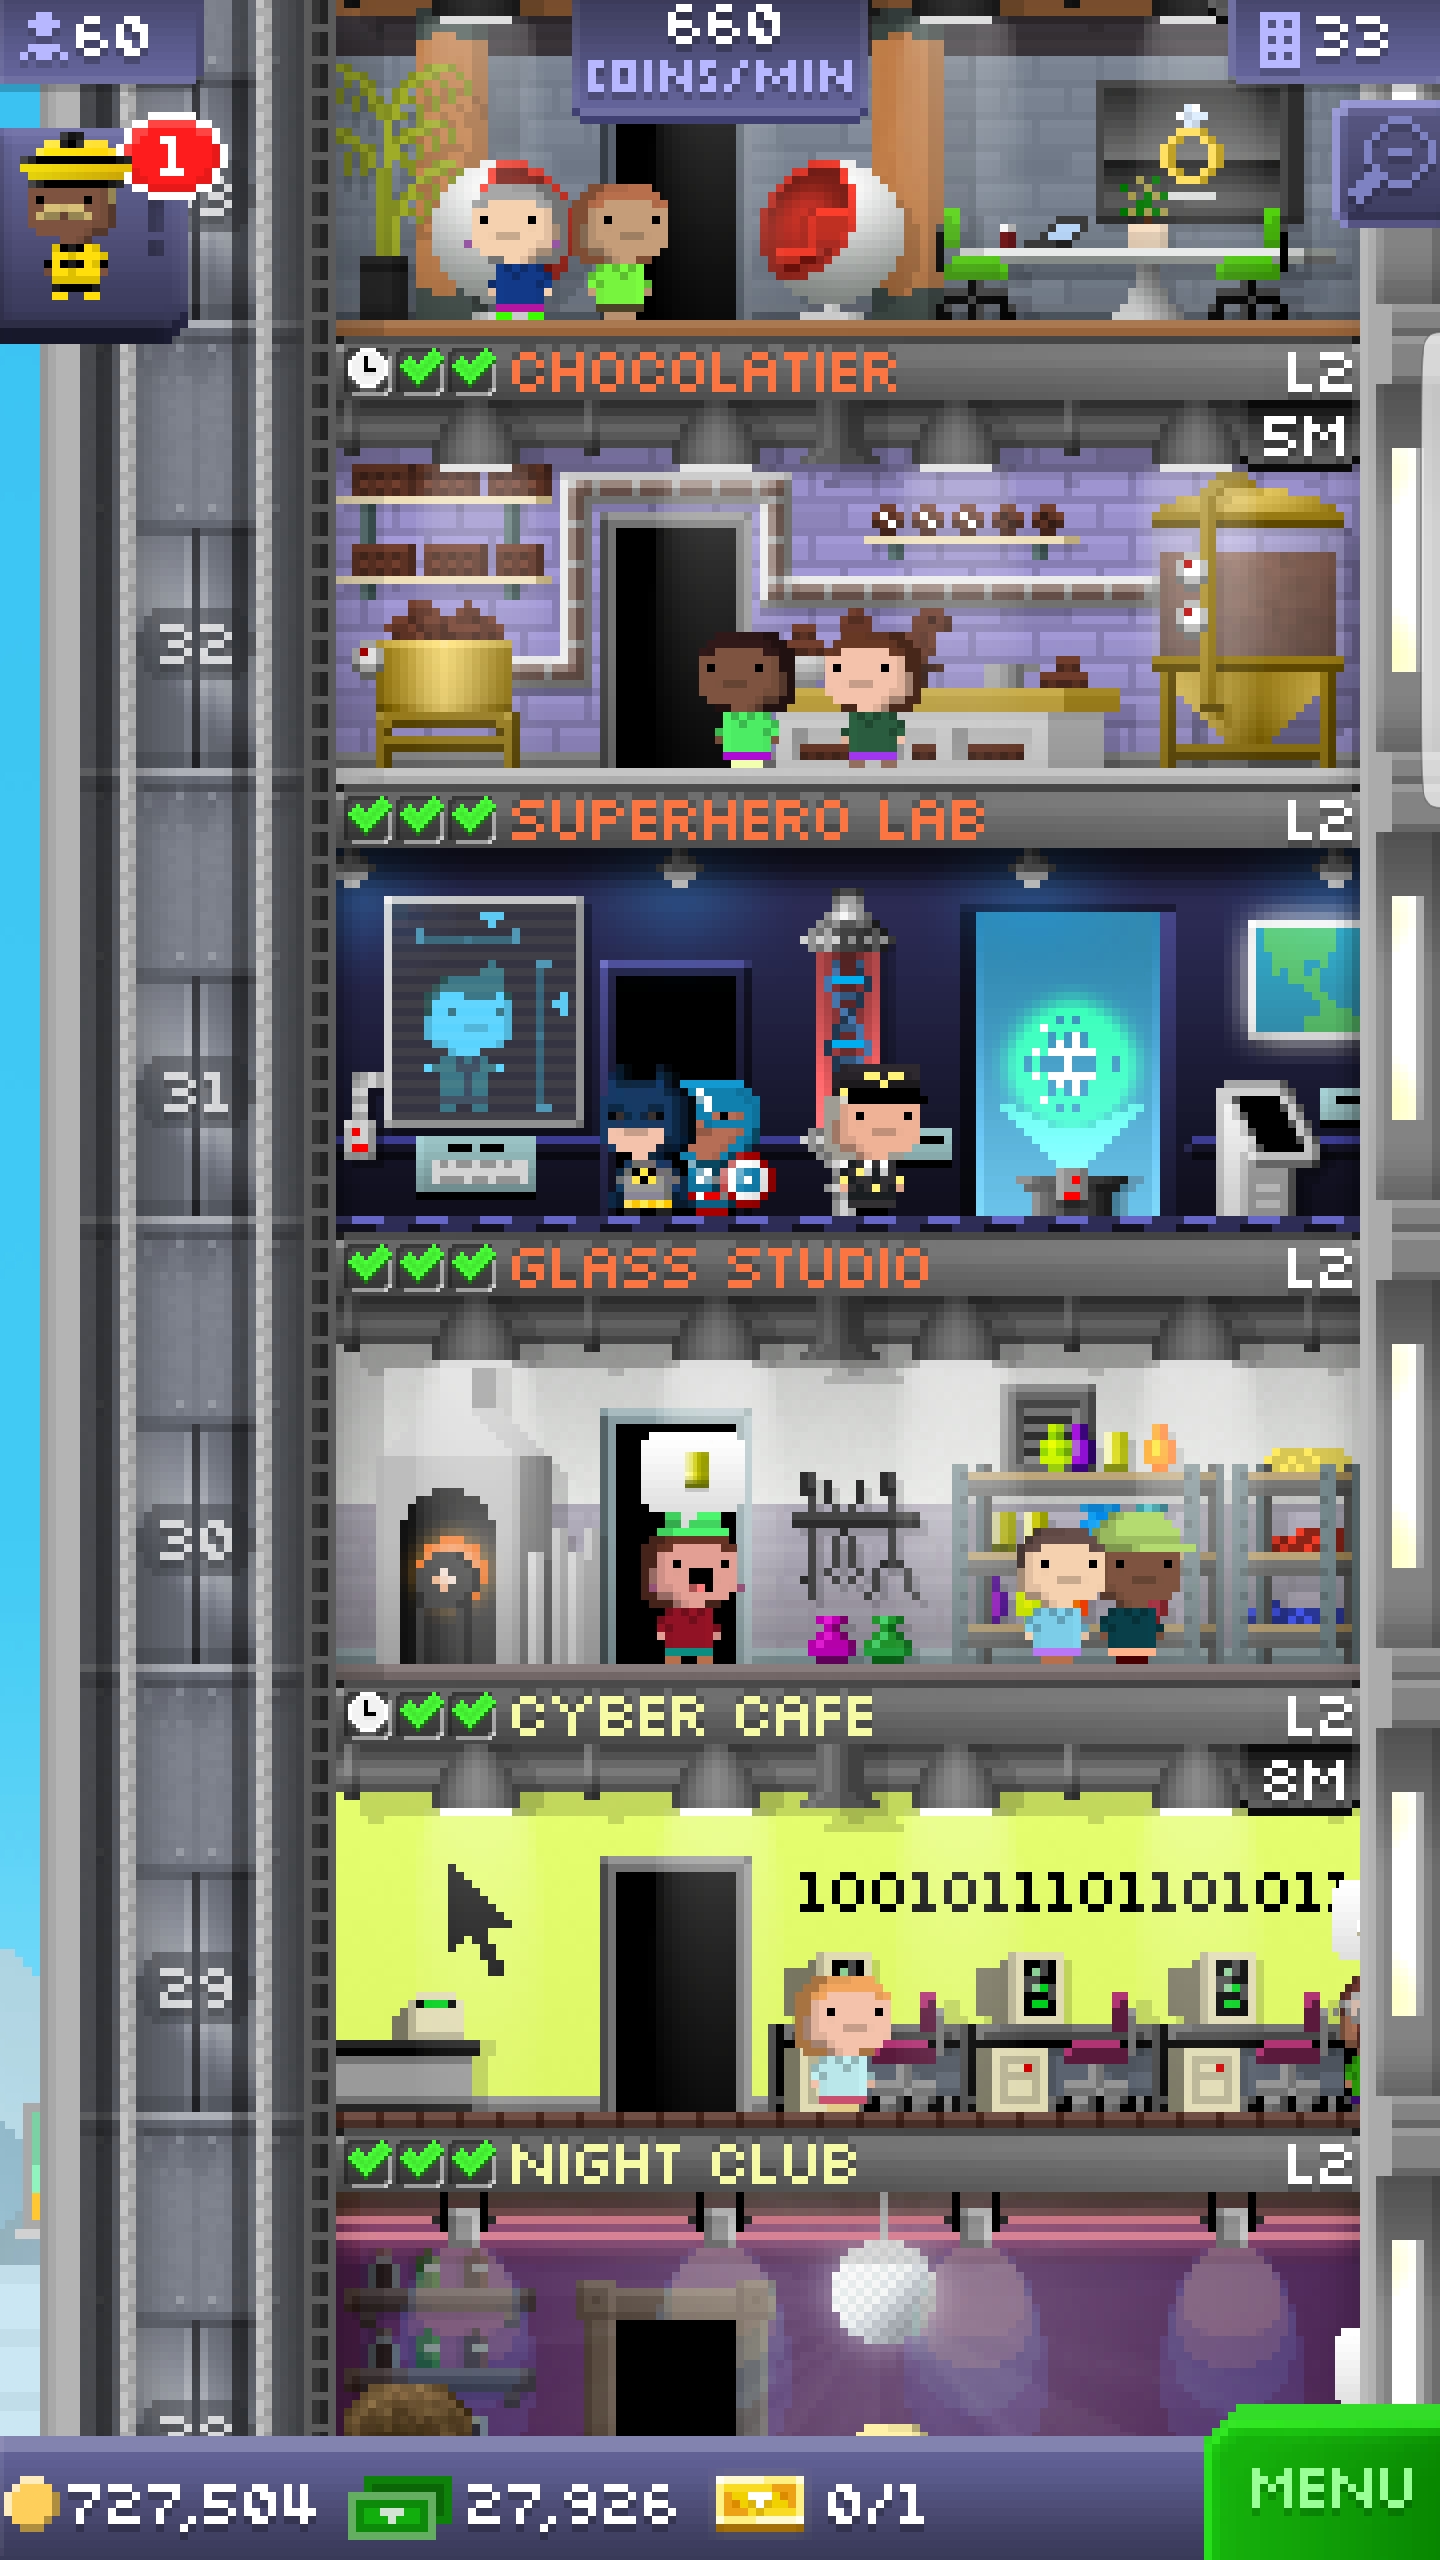 60
660
COINS/MIN
33
1
CHOCOLATIER L2
5M
32
SUPERHERO LAB L2
31
GLASS STUDIO L2
30
CYBER CAFE L2
8M
1001011101101011
29
NIGHT CLUB L2
727,504 27,926 0/1
MENU